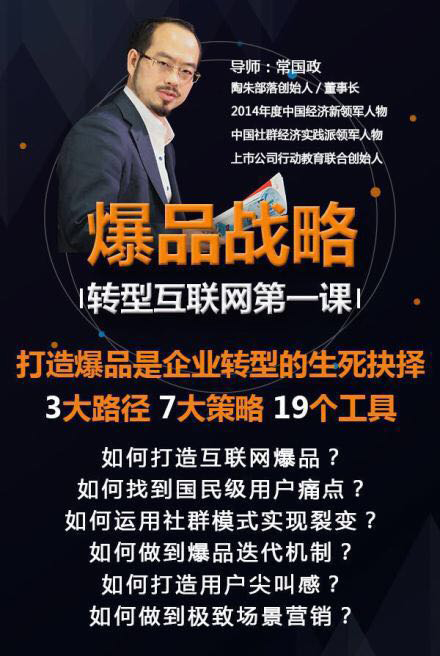 导师：常国政
陶朱部落创始人/董事长
2014年度中国经济新领军人物
中国社群经济实践派领军人物
上市公司行动教育联合创始人
爆品战略
转型互联网第一课
打造爆品是企业转型的生死抉择
3大路径 7大策略 19个工具
如何打造互联网爆品？
如何找到国民级用户痛点？
如何运用社群模式实现裂变？
如何做到爆品迭代机制？
如何打造用户尖叫感？
如何做到极致场景营销？